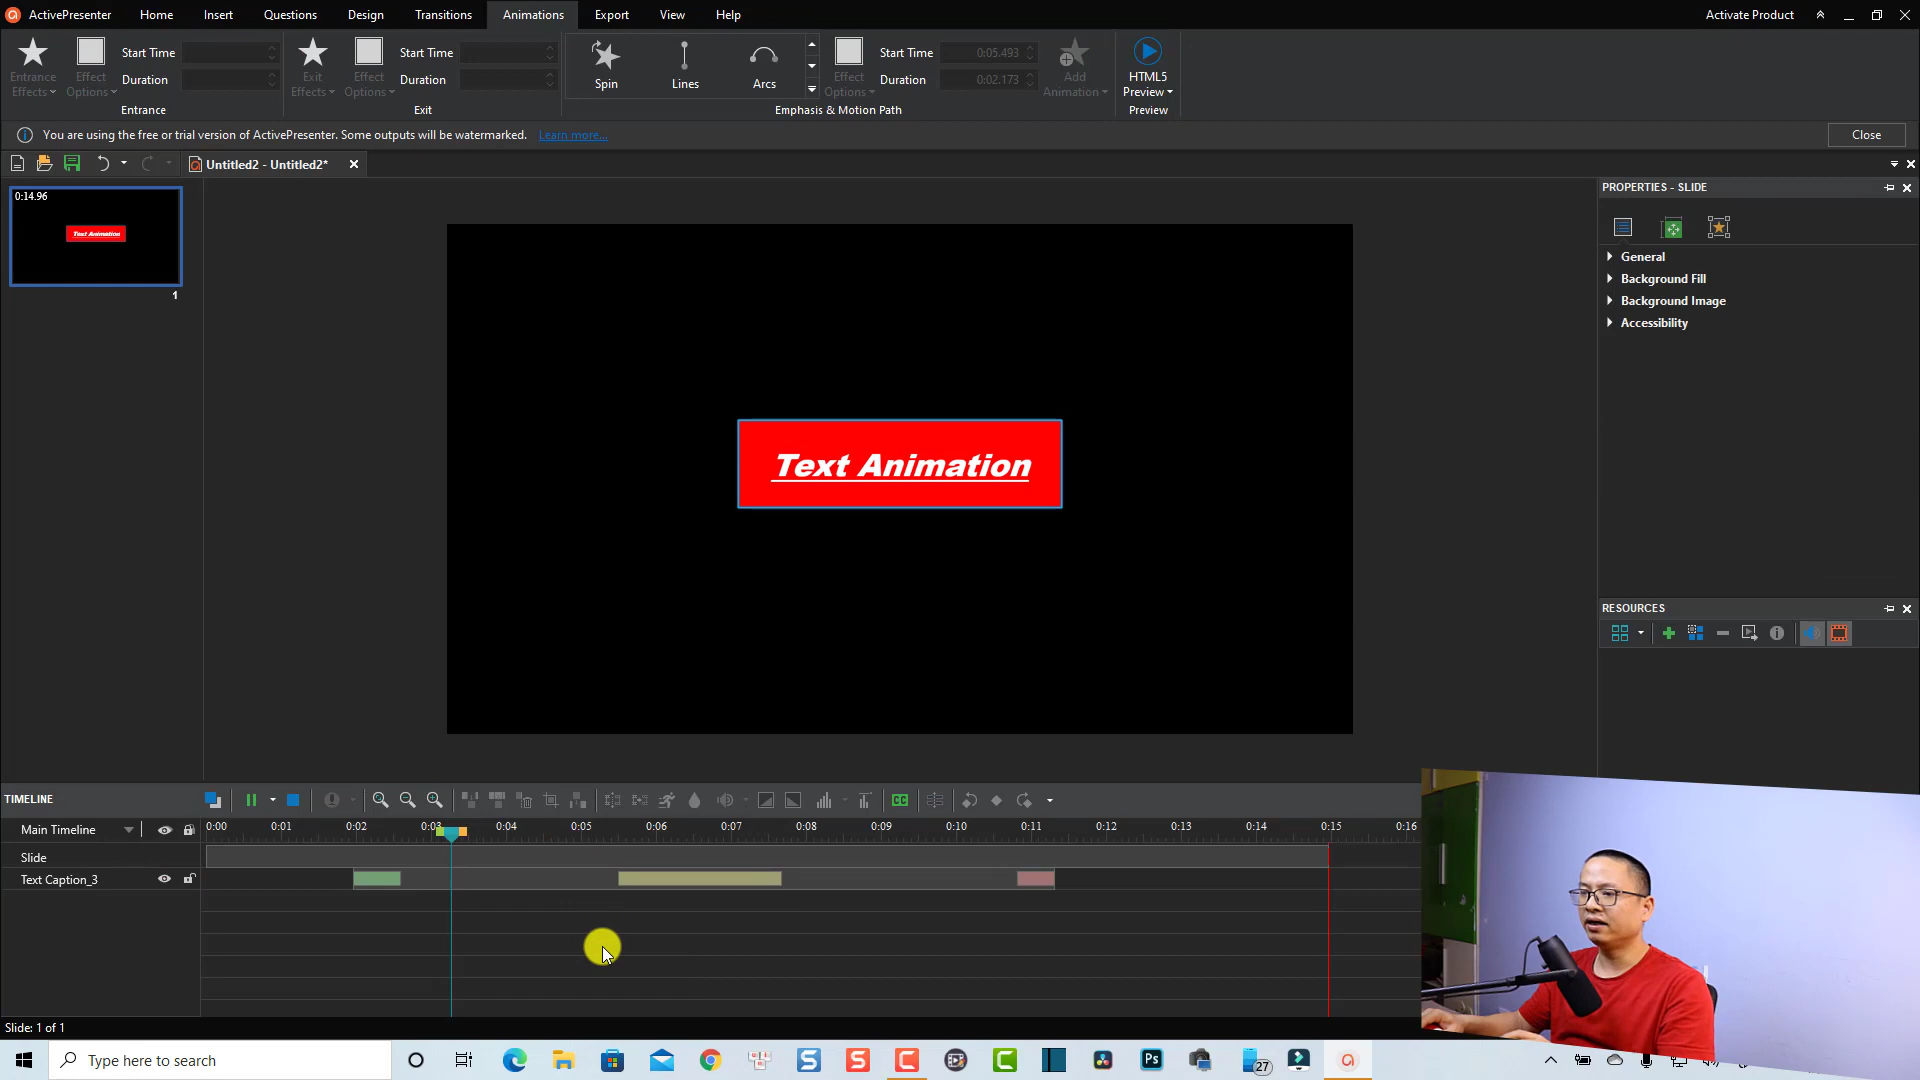 ActivePresenter Home Insert Questions Design Transitions Animations Export View Help Activate Product
Entrance Effects
Effect Options
Start Time
Duration
Entrance
Exit Effects
Effect Options
Start Time
Duration
Exit
Spin
Lines
Arcs
Effect Options
Start Time 0:05.493
Duration 0:02.173
Add Animation
Emphasis & Motion Path
HTML5 Preview
Preview
You are using the free or trial version of ActivePresenter. Some outputs will be watermarked. Learn more... Close
Untitled2 - Untitled2*
0:14.96
Text Animation
1
Text Animation
PROPERTIES - SLIDE
General
Background Fill
Background Image
Accessibility
RESOURCES
TIMELINE
Main Timeline
0:00 0:01 0:02 0:03 0:04 0:05 0:06 0:07 0:08 0:09 0:10 0:11 0:12 0:13 0:14 0:15 0:16
Slide
Text Caption_3
Slide: 1 of 1
Type here to search
Ps
27